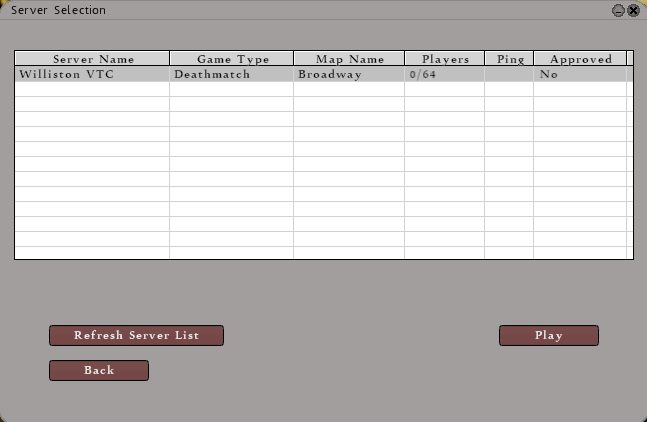 Server Selection
Server Name Game Type Map Name Players Ping Approved
Williston VTC Deathmatch Broadway 0/64 No
Refresh Server List Play
Back